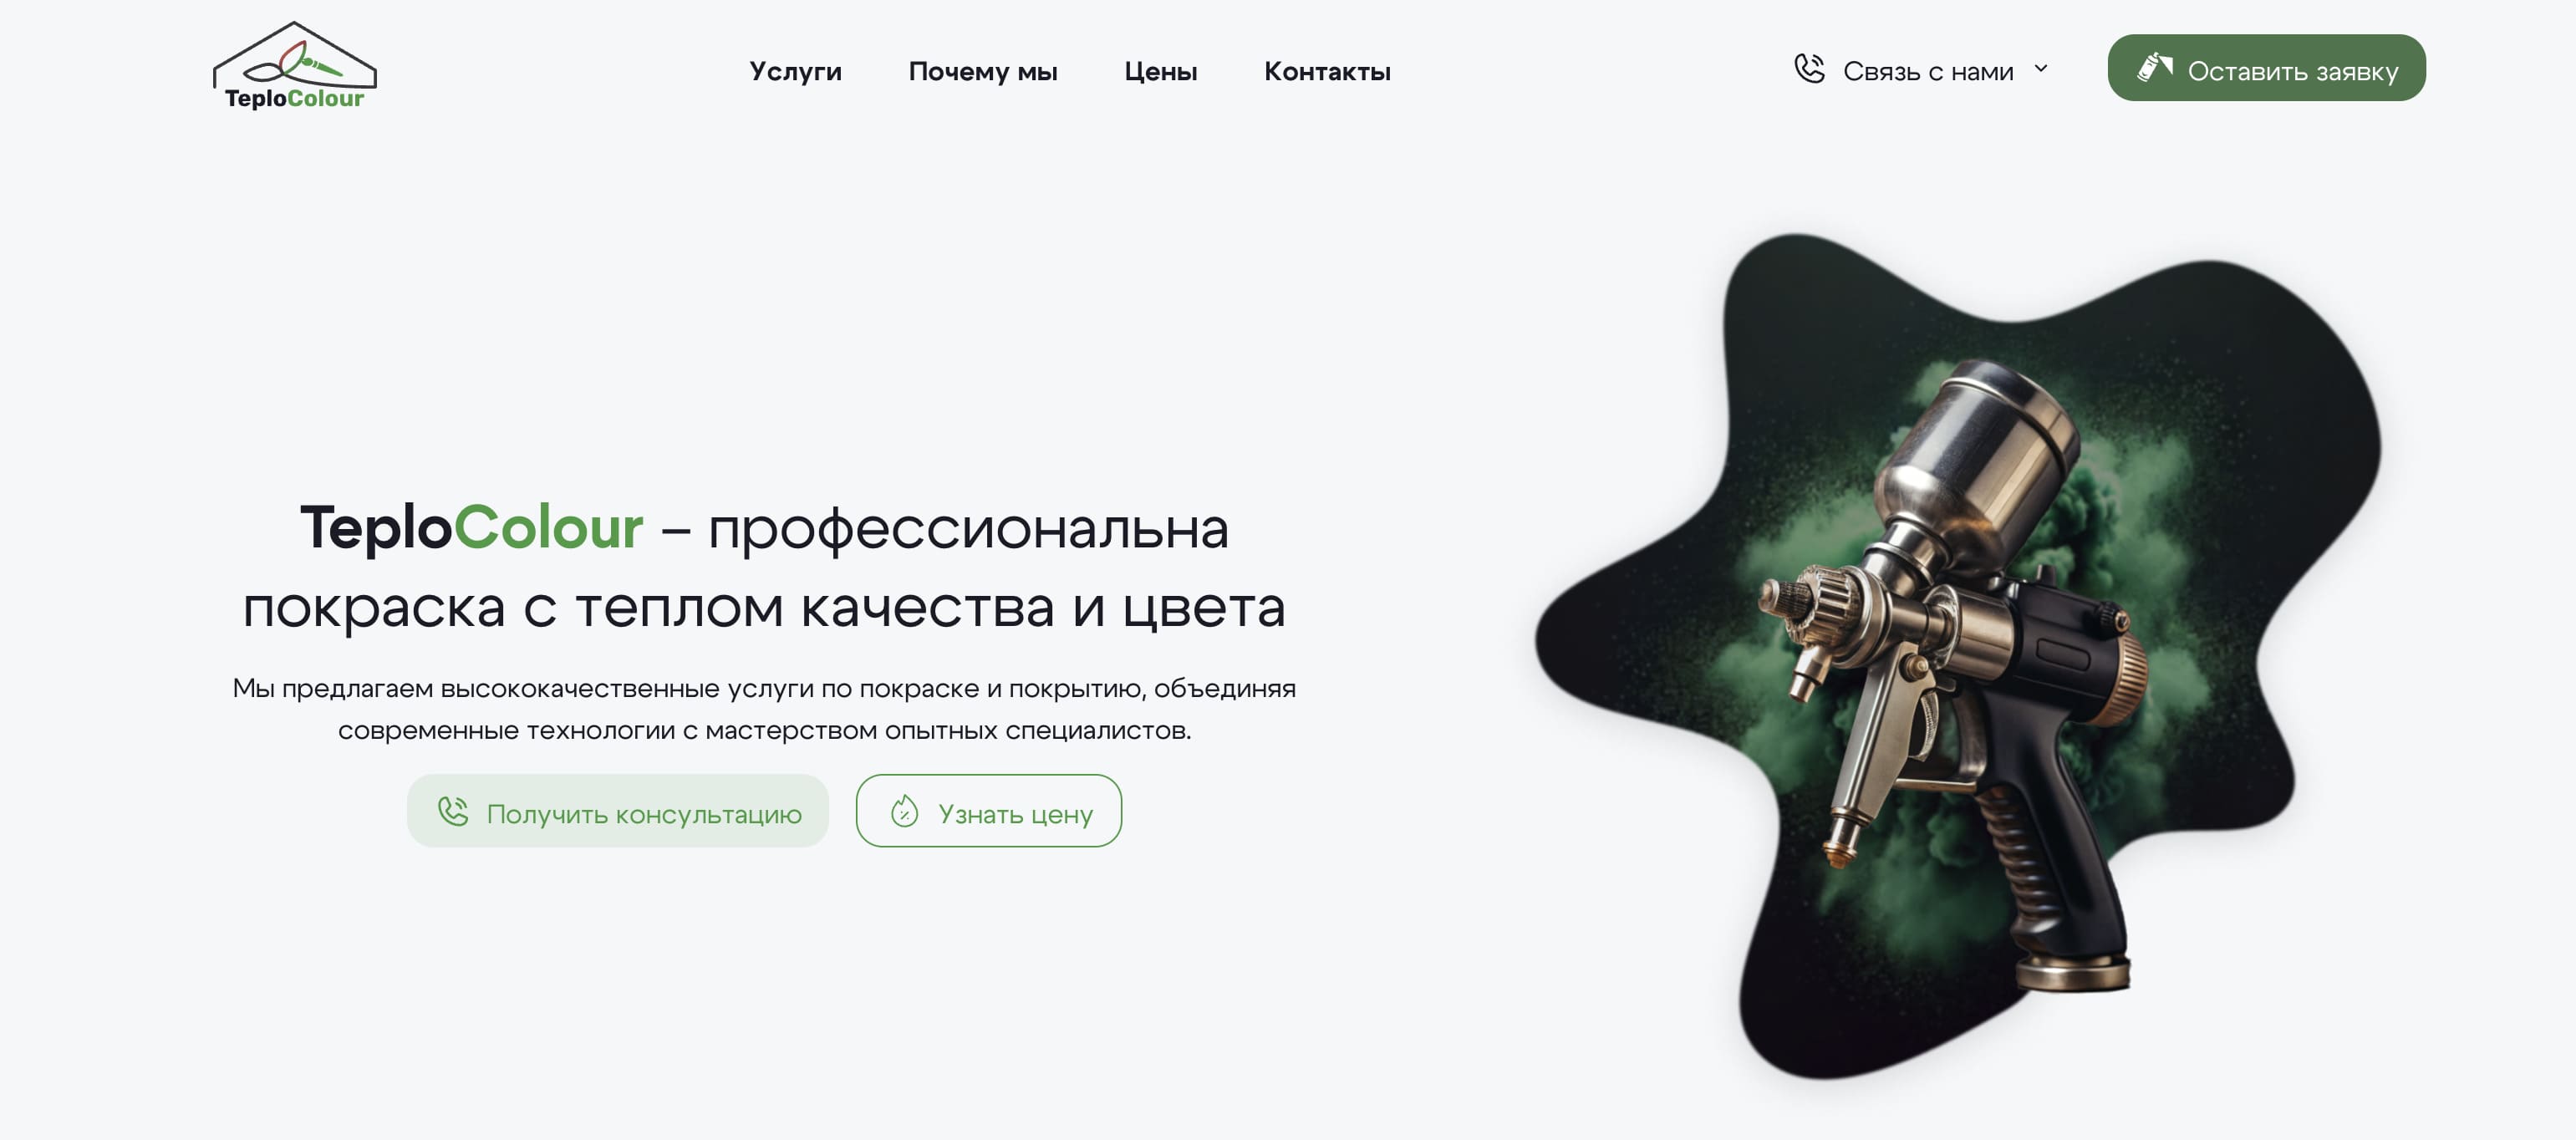 TeploColour
Услуги
Почему мы
Цены
Контакты
Связь с нами
Оставить заявку
TeploColour – профессиональна
покраска с теплом качества и цвета
Мы предлагаем высококачественные услуги по покраске и покрытию, объединяя
современные технологии с мастерством опытных специалистов.
Получить консультацию
Узнать цену